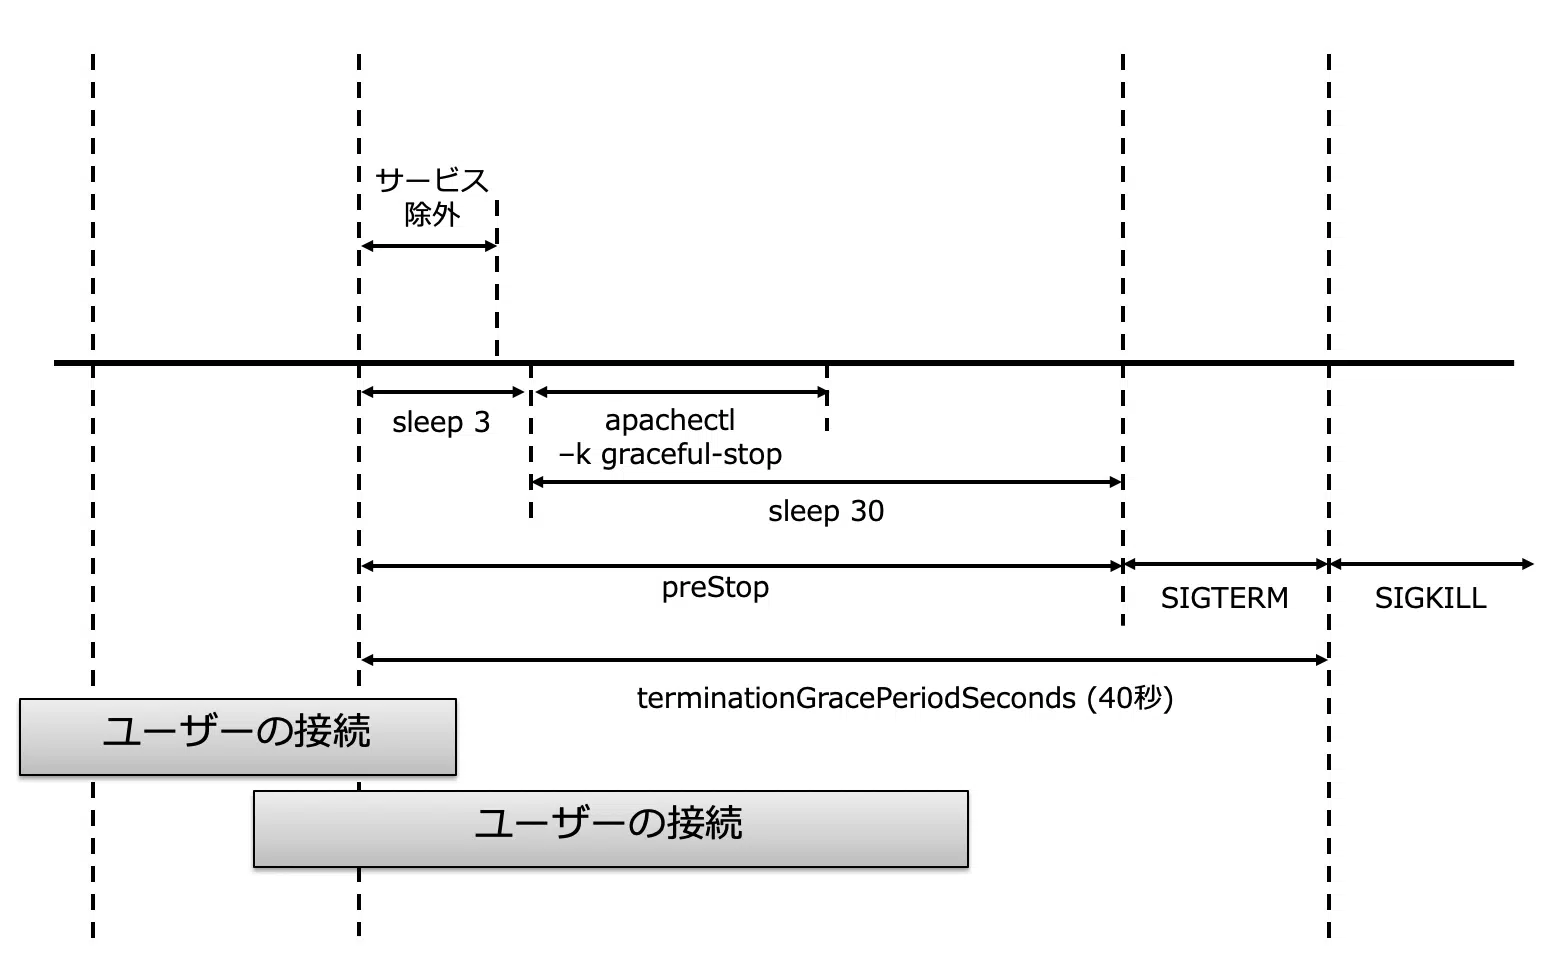 サービス
除外
sleep 3
apachectl
–k graceful-stop
sleep 30
preStop
SIGTERM
SIGKILL
terminationGracePeriodSeconds (40秒)
ユーザーの接続
ユーザーの接続